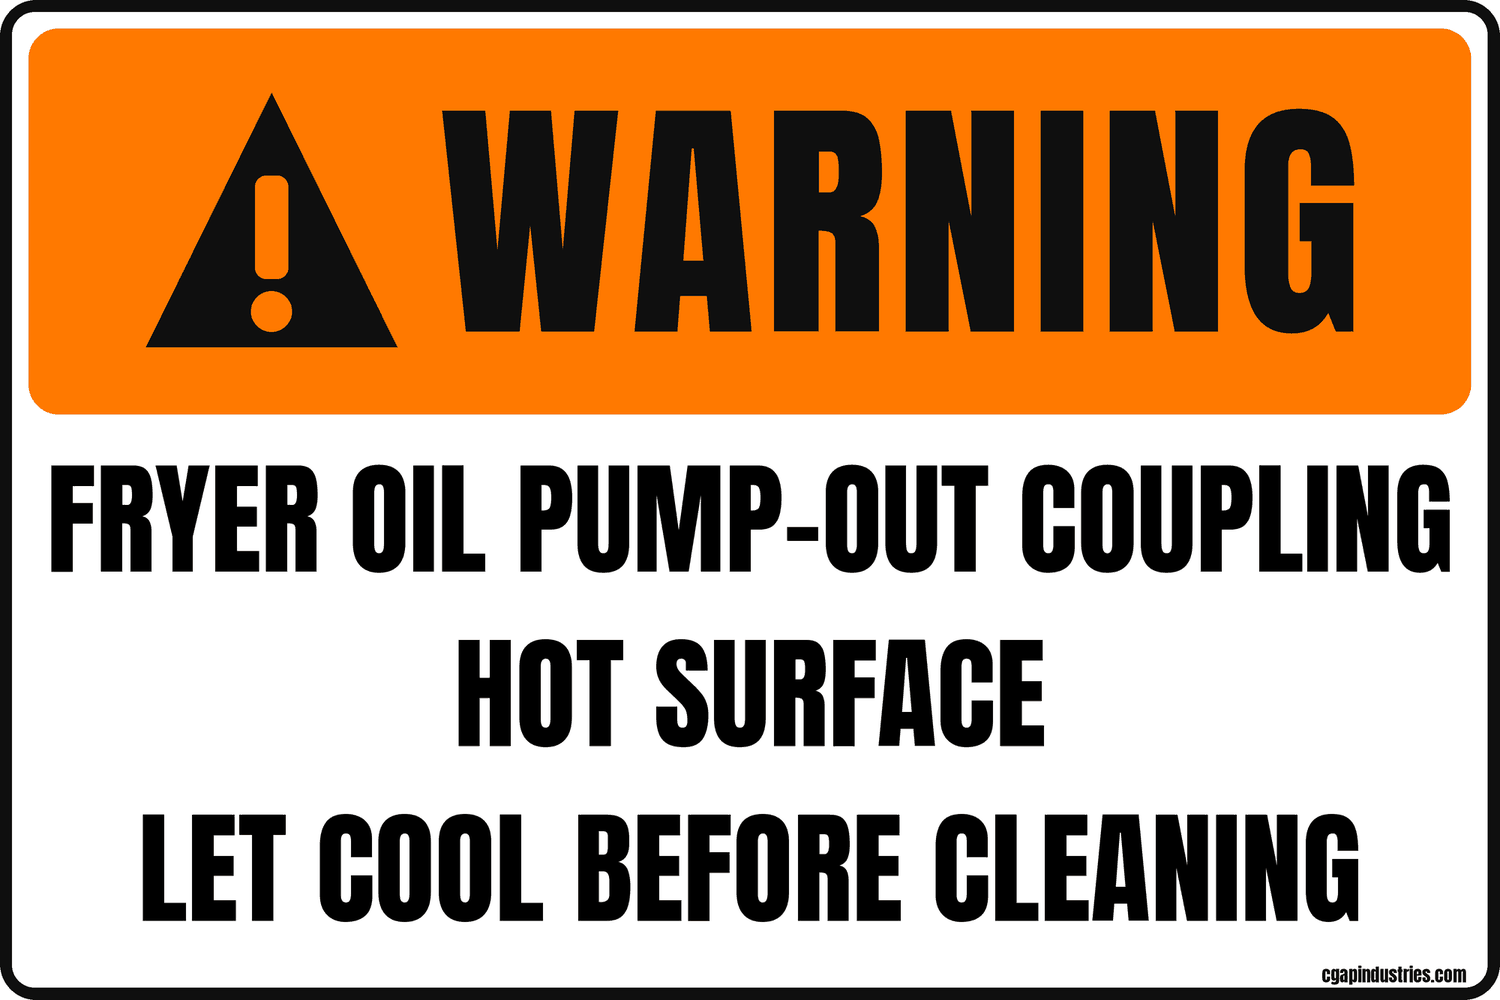 WARNING
FRYER OIL PUMP-OUT COUPLING
HOT SURFACE
LET COOL BEFORE CLEANING
cgapindustries.com